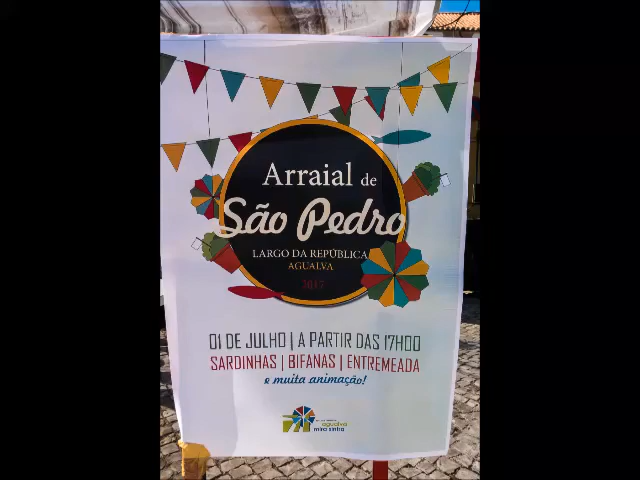 Arraial de
São Pedro
LARGO DA REPÚBLICA
AGUALVA
2017
01 DE JULHO | A PARTIR DAS 17H00
SARDINHAS | BIFANAS | ENTREMEADA
e muita animação!
agualva
mira sintra